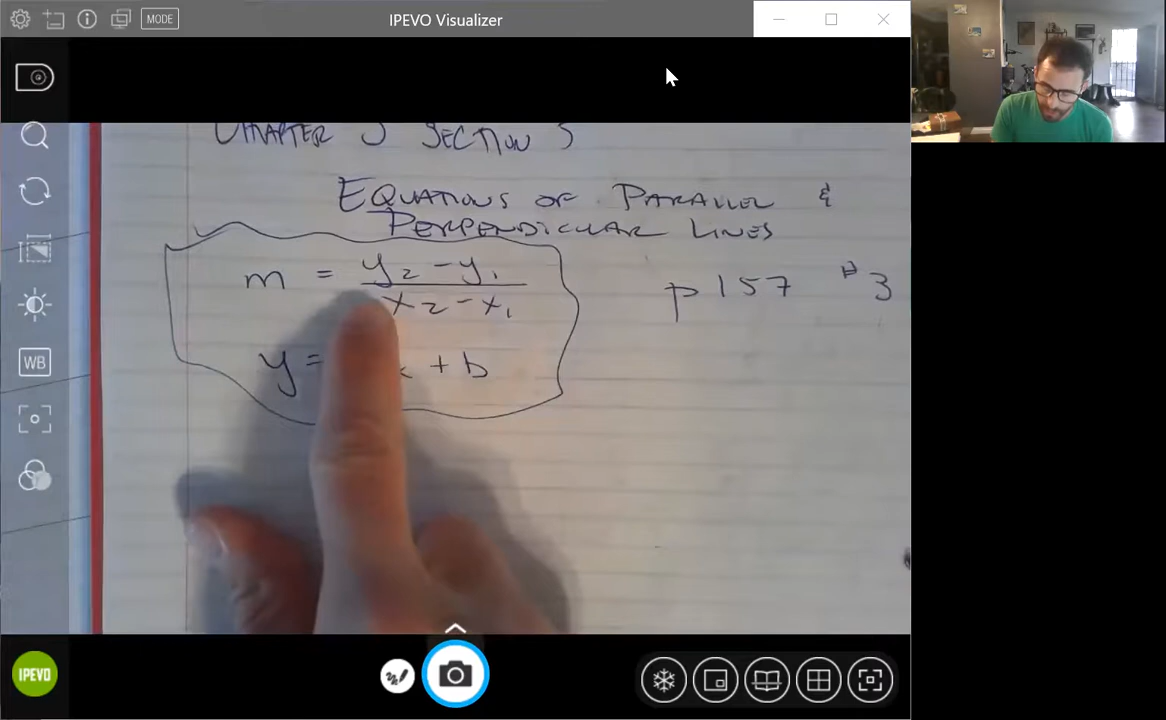 IPEVO Visualizer
MODE
CHAPTER 3 SECTION 5
EQUATIONS OF PARALLEL &
PERPENDICULAR LINES
m = y₂ - y₁
x₂ - x₁
p 157 #3
y = + b
WB
IPEVO